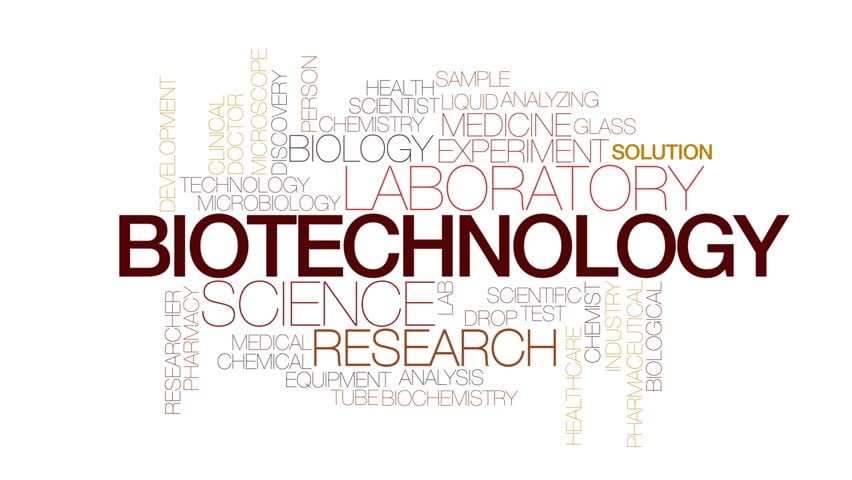 DEVELOPMENT
CLINICAL
DOCTOR
MICROSCOPE
DISCOVERY
PERSON
HEALTH
SAMPLE
SCIENTIST
LIQUID
ANALYZING
CHEMISTRY
MEDICINE
GLASS
BIOLOGY
EXPERIMENT
SOLUTION
TECHNOLOGY
LABORATORY
MICROBIOLOGY
BIOTECHNOLOGY
RESEARCHER
PHARMACY
SCIENCE
LAB
SCIENTIFIC
DROP
TEST
CHEMIST
INDUSTRY
PHARMACEUTICAL
BIOLOGICAL
MEDICAL
RESEARCH
CHEMICAL
HEALTHCARE
EQUIPMENT
ANALYSIS
TUBE
BIOCHEMISTRY